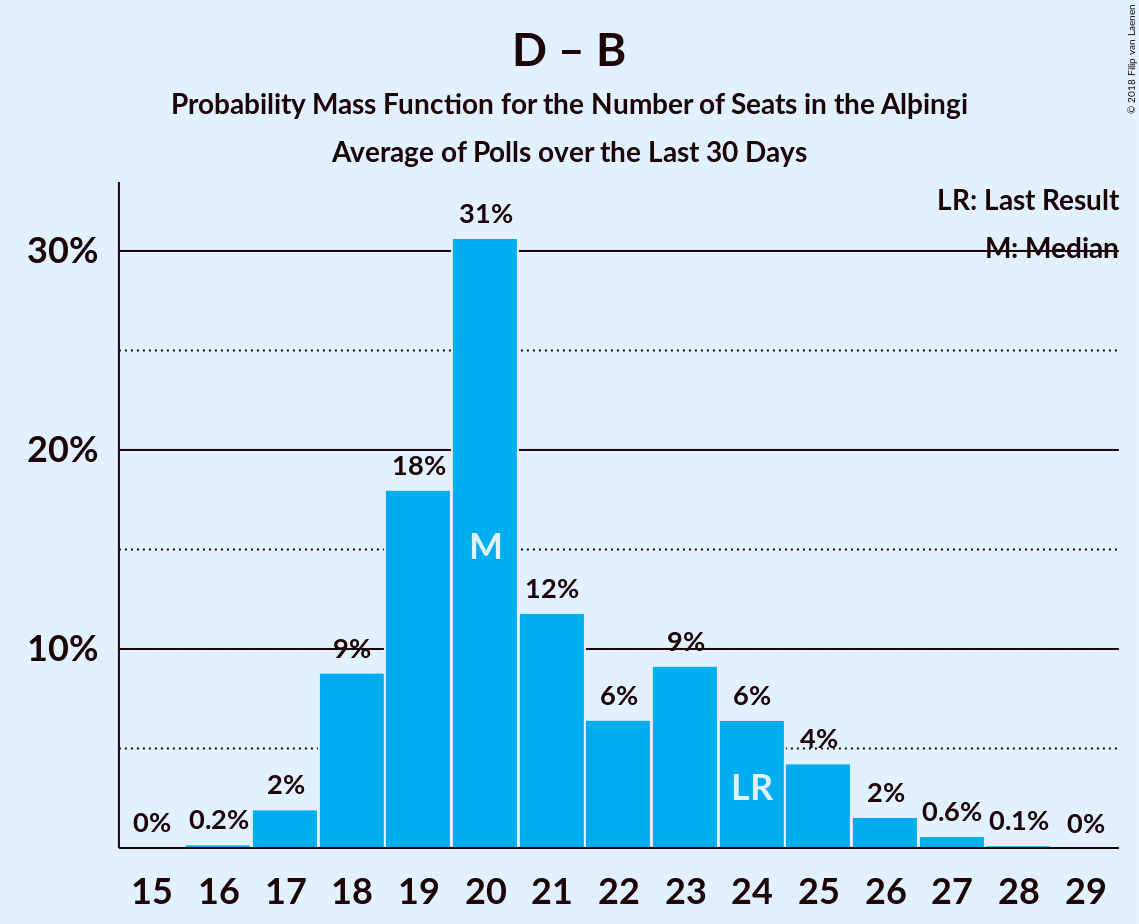 D – B
Probability Mass Function for the Number of Seats in the Alþingi
Average of Polls over the Last 30 Days
© 2018 Filip van Laenen
LR: Last Result
M: Median
30%
20%
10%
0%
0.2%
2%
9%
18%
31%
12%
6%
9%
6%
4%
2%
0.6%
0.1%
0%
M
LR
15 16 17 18 19 20 21 22 23 24 25 26 27 28 29